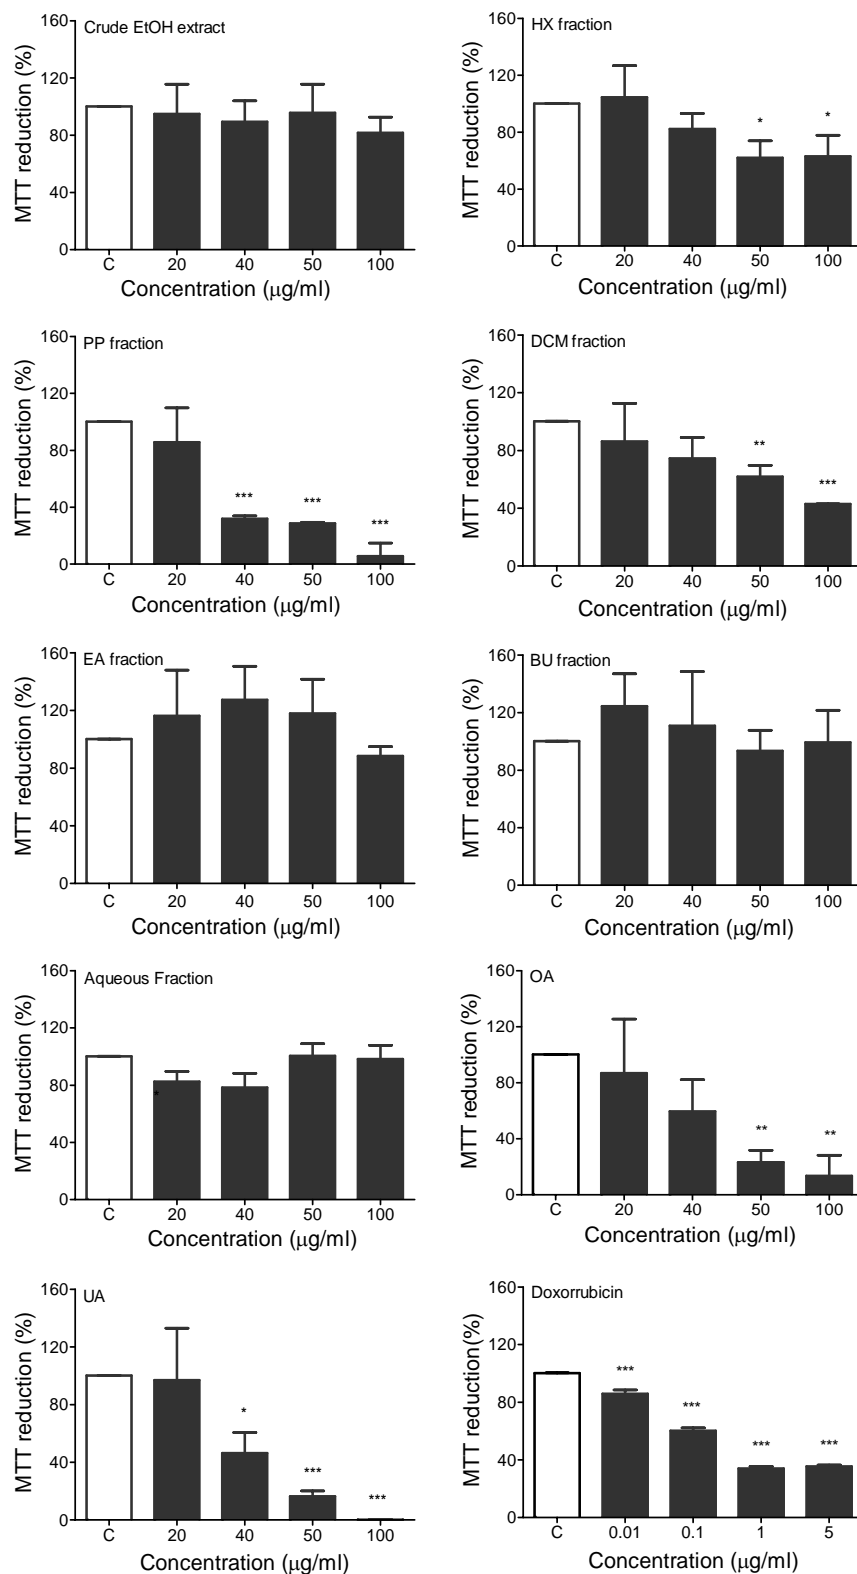 Crude EtOH extract
MTT reduction (%)
160
120
80
40
0
C 20 40 50 100
Concentration (μg/ml)
HX fraction
MTT reduction (%)
160
120
80
40
0
* *
C 20 40 50 100
Concentration (μg/ml)
PP fraction
MTT reduction (%)
160
120
80
40
0
*** *** ***
C 20 40 50 100
Concentration (μg/ml)
DCM fraction
MTT reduction (%)
160
120
80
40
0
** ***
C 20 40 50 100
Concentration (μg/ml)
EA fraction
MTT reduction (%)
160
120
80
40
0
C 20 40 50 100
Concentration (μg/ml)
BU fraction
MTT reduction (%)
160
120
80
40
0
C 20 40 50 100
Concentration (μg/ml)
Aqueous Fraction
MTT reduction (%)
160
120
80
40
0
*
C 20 40 50 100
Concentration (μg/ml)
OA
MTT reduction (%)
160
120
80
40
0
** **
C 20 40 50 100
Concentration (μg/ml)
UA
MTT reduction (%)
160
120
80
40
0
* *** ***
C 20 40 50 100
Concentration (μg/ml)
Doxorrubicin
MTT reduction(%)
160
120
80
40
0
*** *** *** ***
C 0.01 0.1 1 5
Concentration (μg/ml)